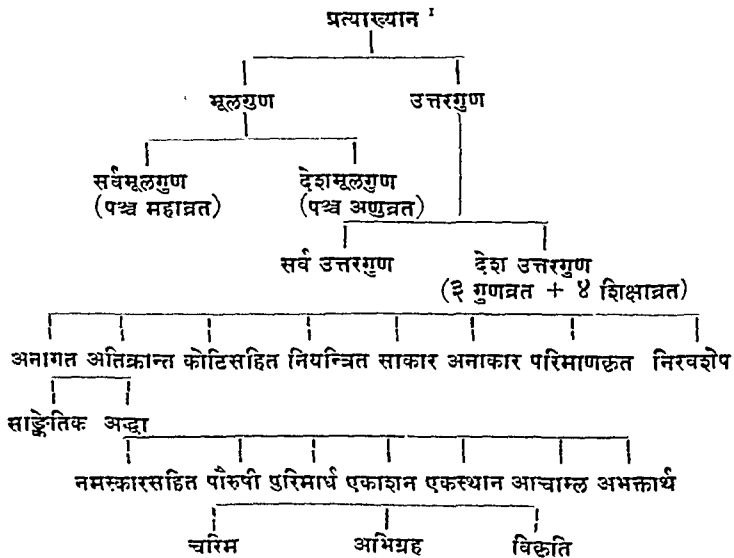 प्रत्याख्यान १
मूलगुण उत्तरगुण
सर्वमूलगुण देशमूलगुण
(पञ्च महाव्रत) (पञ्च अणुव्रत)
सर्व उत्तरगुण देश उत्तरगुण
(३ गुणव्रत + ४ शिक्षाव्रत)
अनागत अतिक्रान्त कोटिसहित नियन्त्रित साकार अनाकार परिमाणकृत निरवशेप
साङ्केतिक अद्धा
नमस्कारसहित पौरुपी पुरिमार्ध एकाशन एकस्थान आचाम्ल अभक्तार्थ
चरिम अभिग्रह विकृति